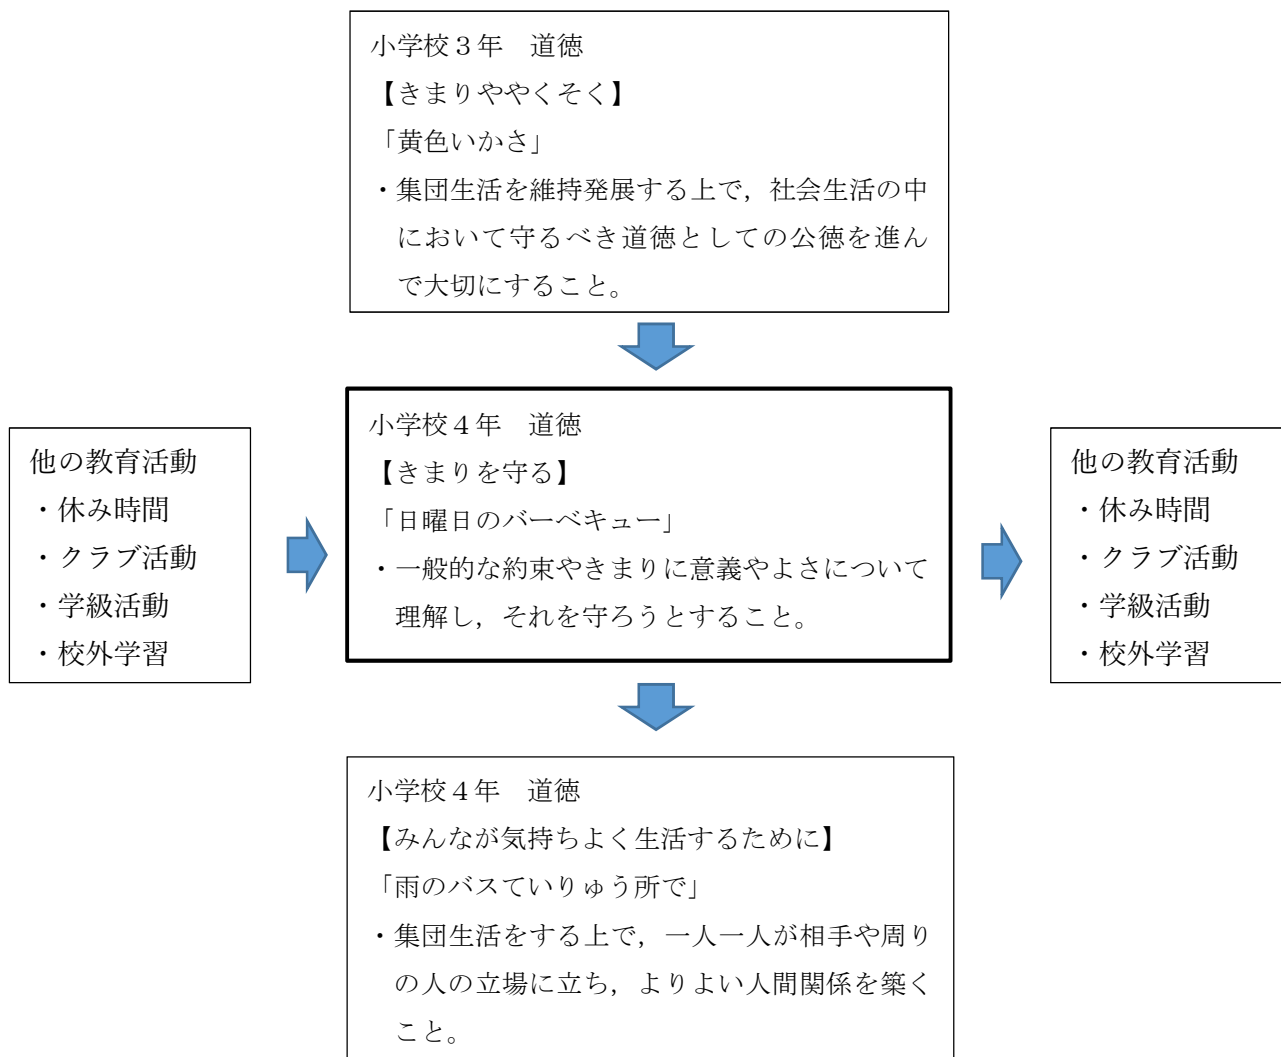 小学校３年　道徳
【きまりややくそく】
「黄色いかさ」
・集団生活を維持発展する上で，社会生活の中
において守るべき道徳としての公徳を進ん
で大切にすること。
他の教育活動
・休み時間
・クラブ活動
・学級活動
・校外学習
小学校４年　道徳
【きまりを守る】
「日曜日のバーベキュー」
・一般的な約束やきまりに意義やよさについて
理解し，それを守ろうとすること。
他の教育活動
・休み時間
・クラブ活動
・学級活動
・校外学習
小学校４年　道徳
【みんなが気持ちよく生活するために】
「雨のバスていりゅう所で」
・集団生活をする上で，一人一人が相手や周り
の人の立場に立ち，よりよい人間関係を築く
こと。